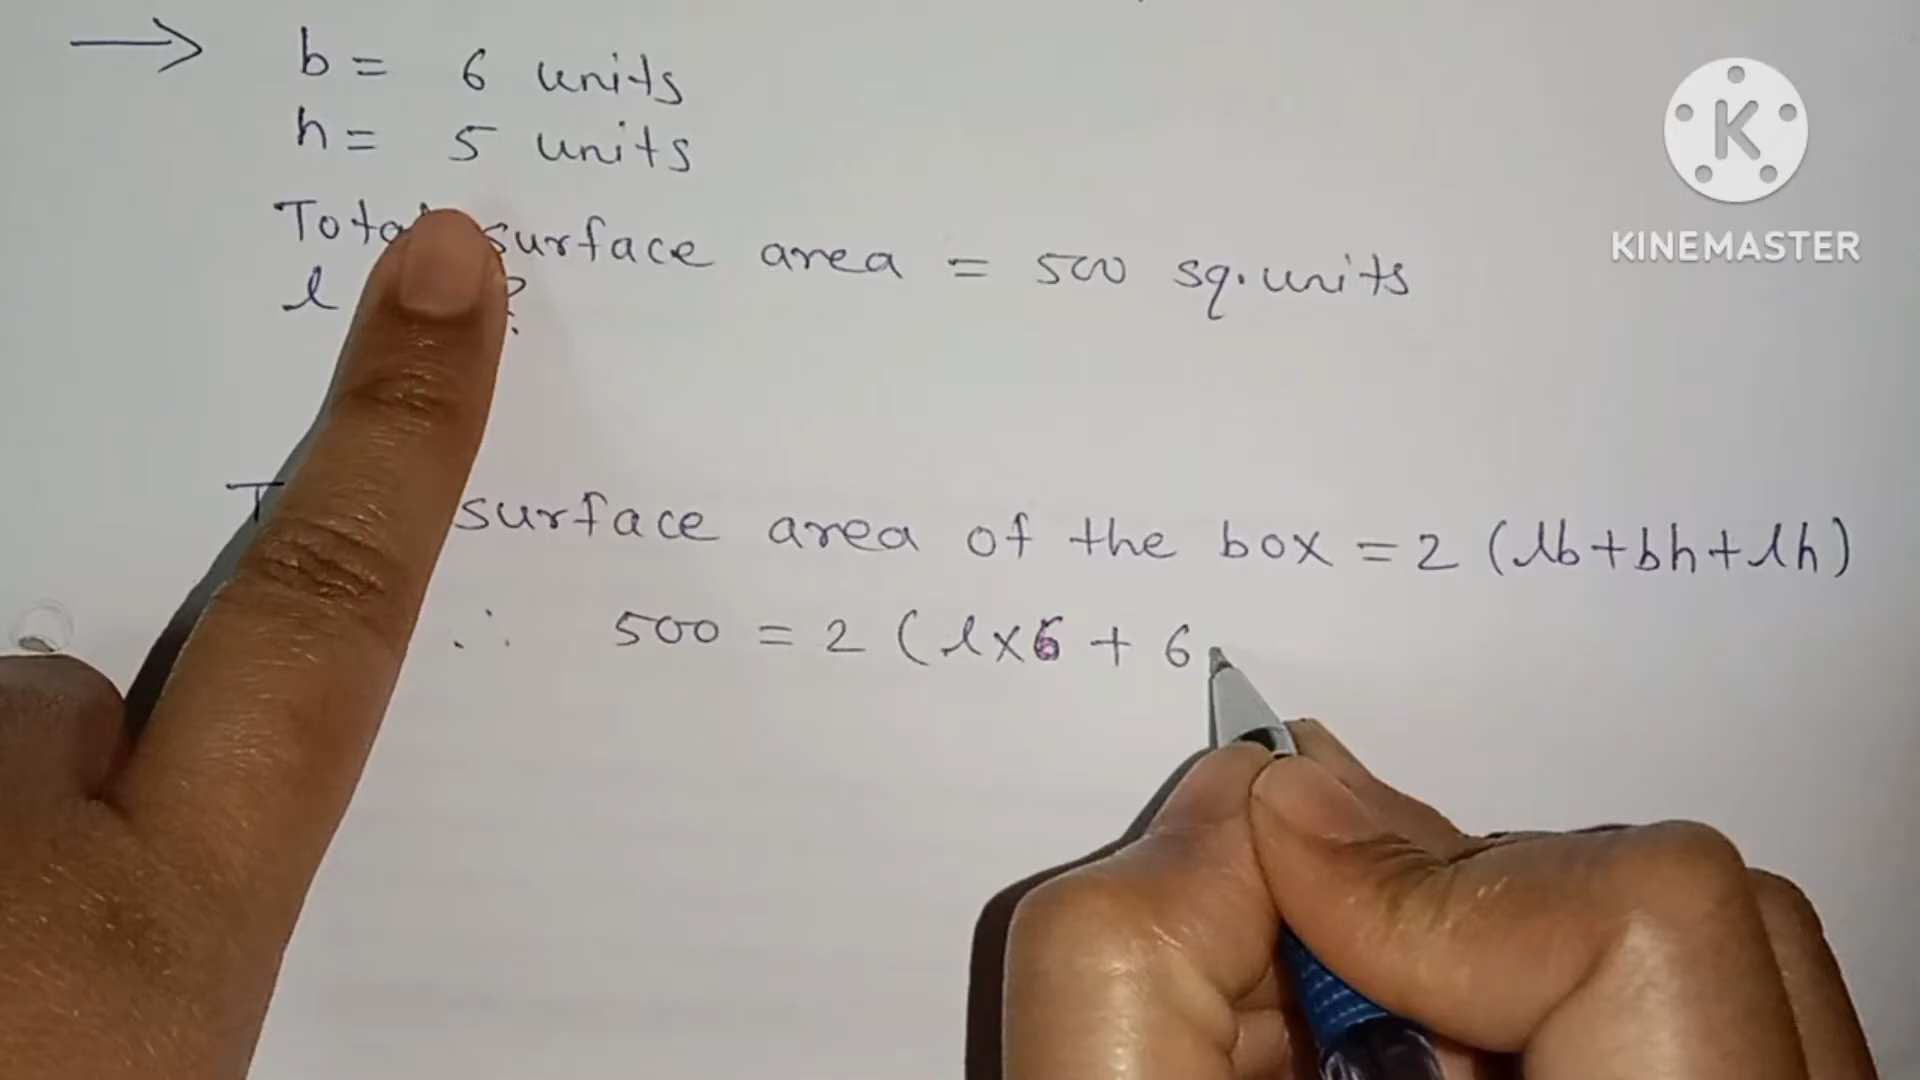 b = 6 units
h = 5 units
surface area = 500 sq. units
l ?
surface area of the box = 2 (lb+bh+lh)
∴ 500 = 2 (l×6 + 6
K
KINEMASTER